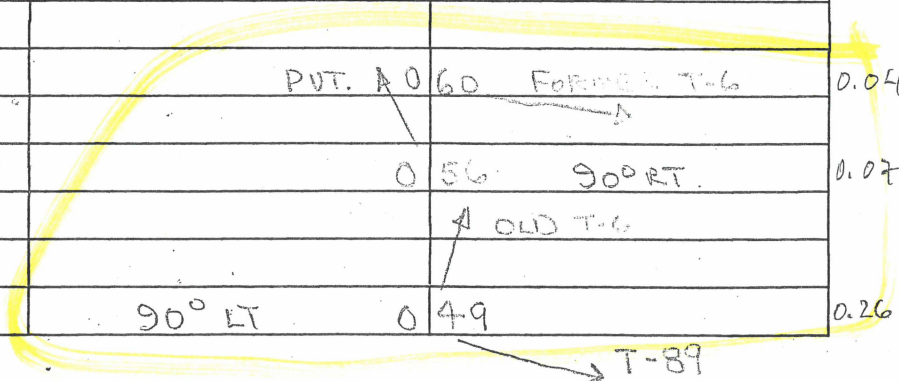 PVT. 0 60 FORMER T-6 0.04
0 56 90° RT. 0.07
OLD T-6
90° LT 0 49 0.26
T-89